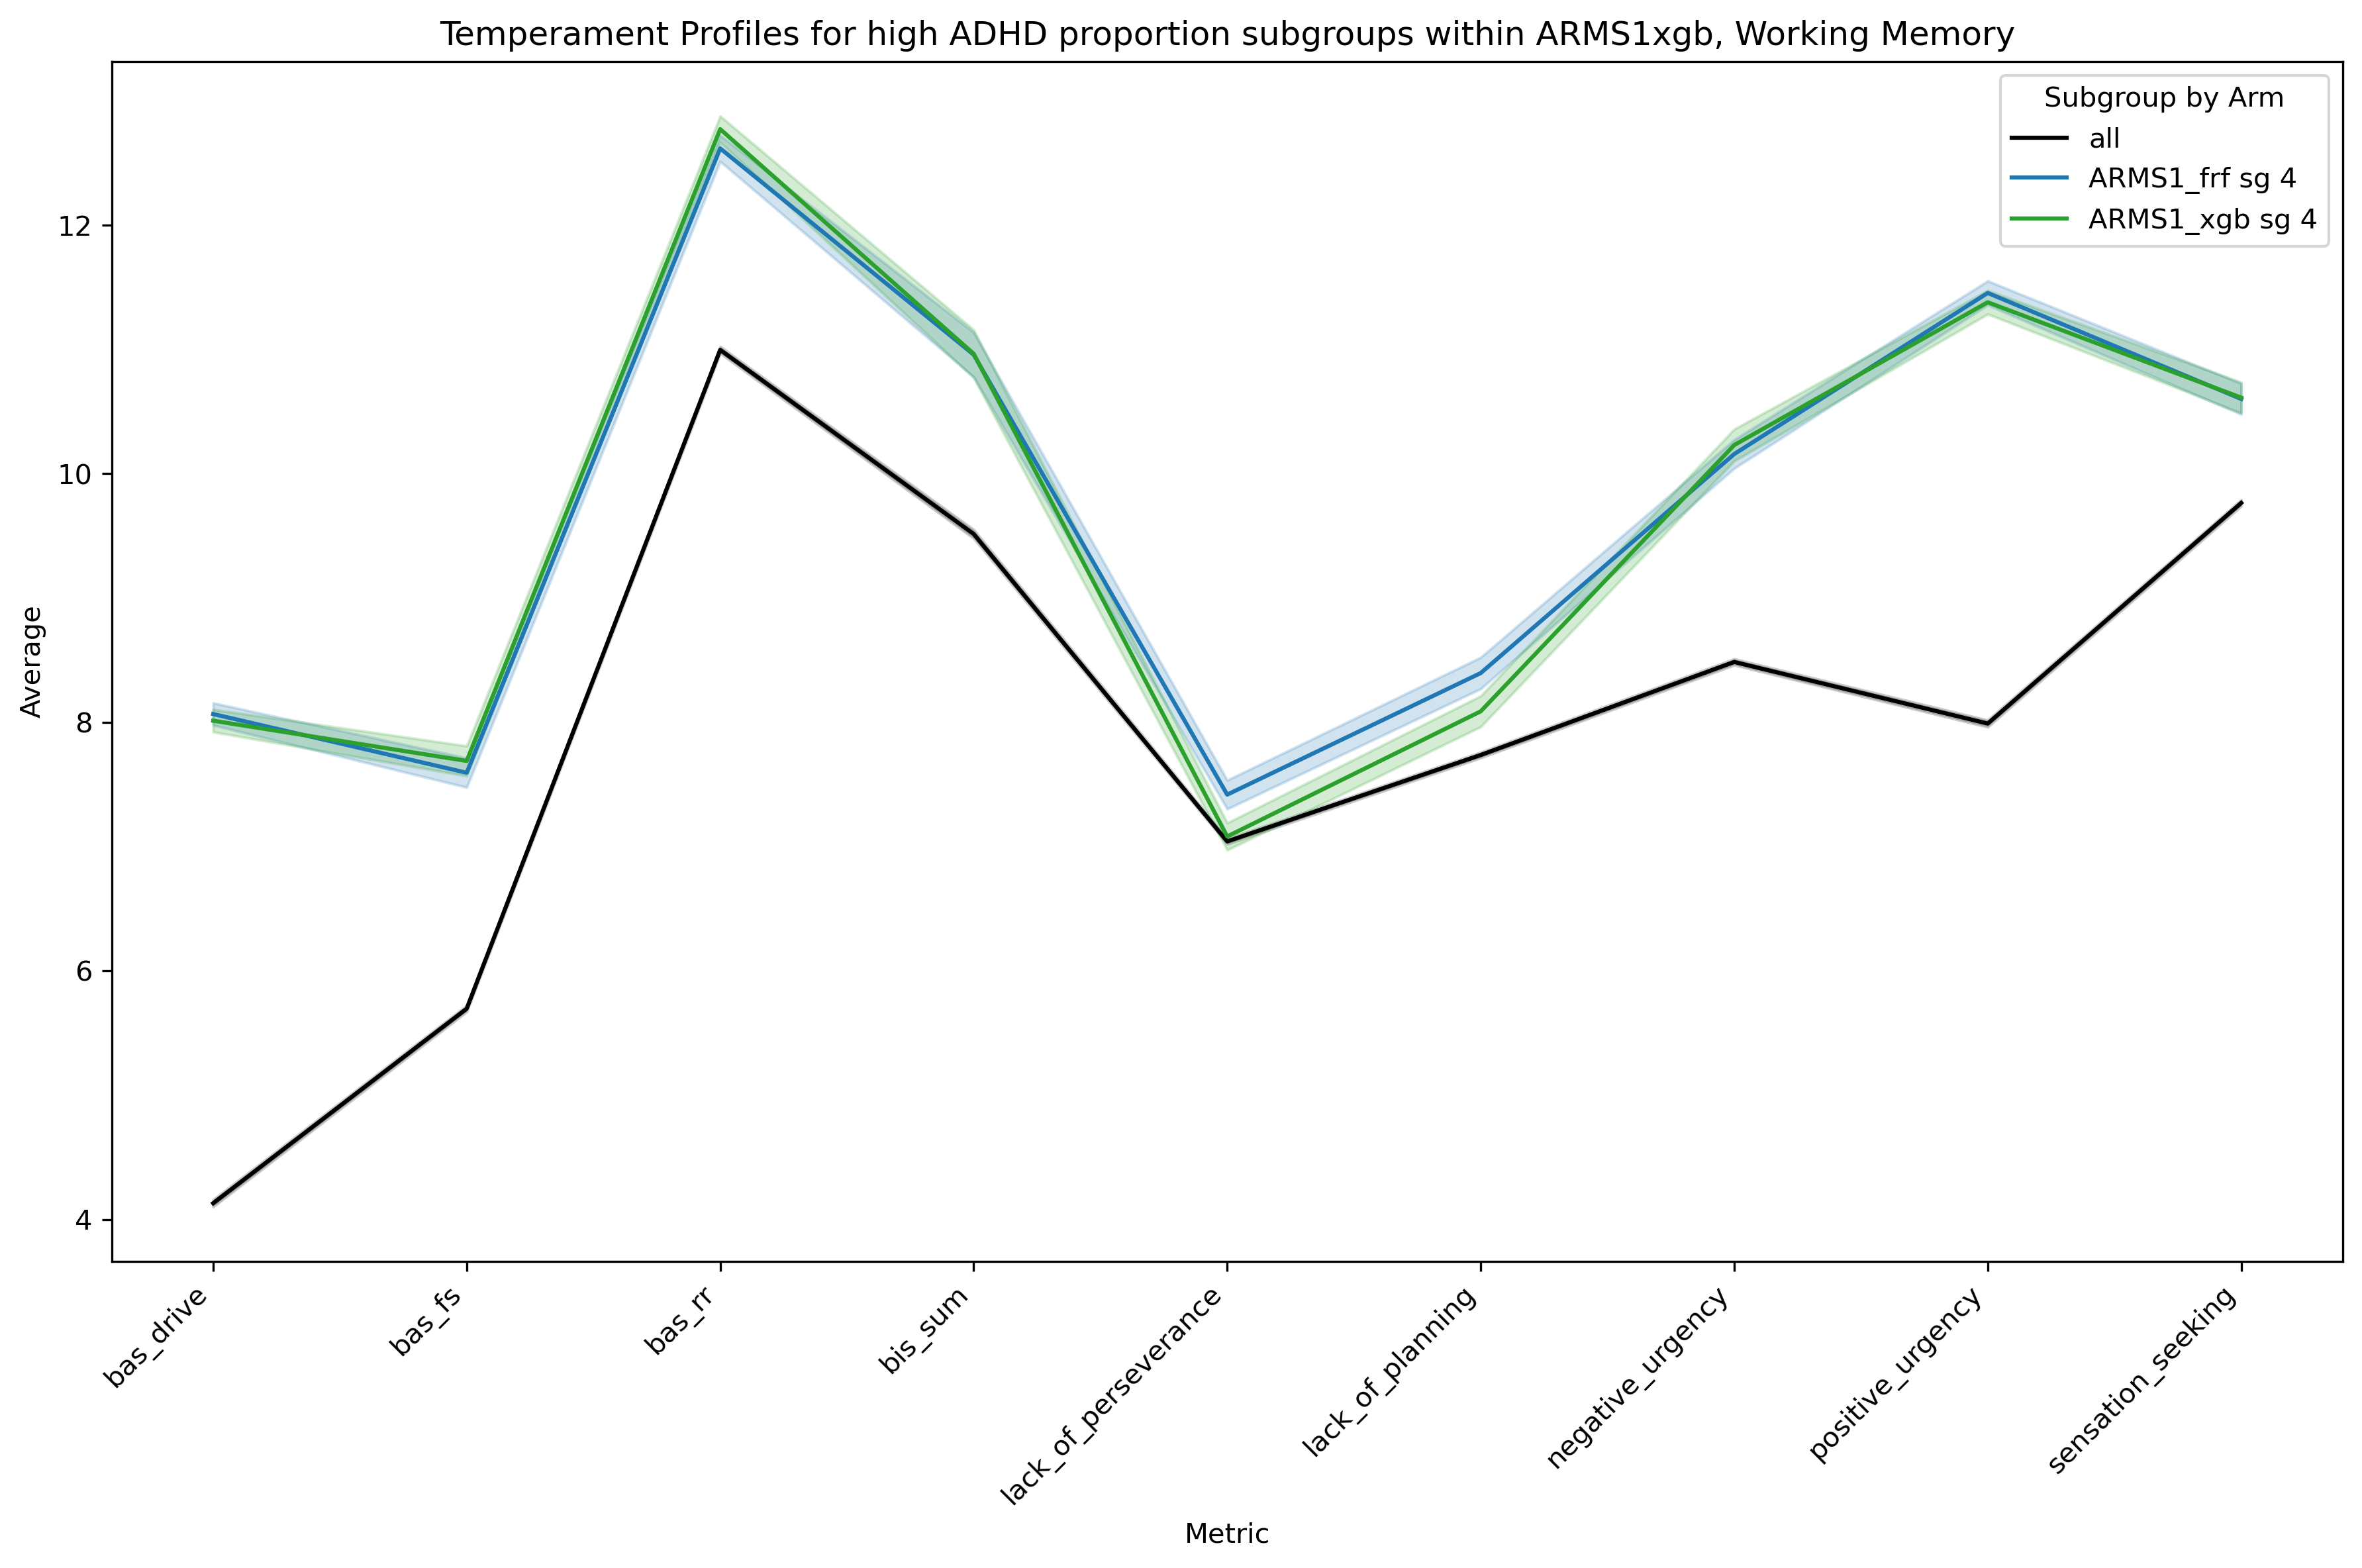 Temperament Profiles for high ADHD proportion subgroups within ARMS1xgb, Working Memory
Subgroup by Arm
all
ARMS1_frf sg 4
ARMS1_xgb sg 4
Average
12
10
8
6
4
bas_drive
bas_fs
bas_rr
bis_sum
lack_of_perseverance
lack_of_planning
negative_urgency
positive_urgency
sensation_seeking
Metric